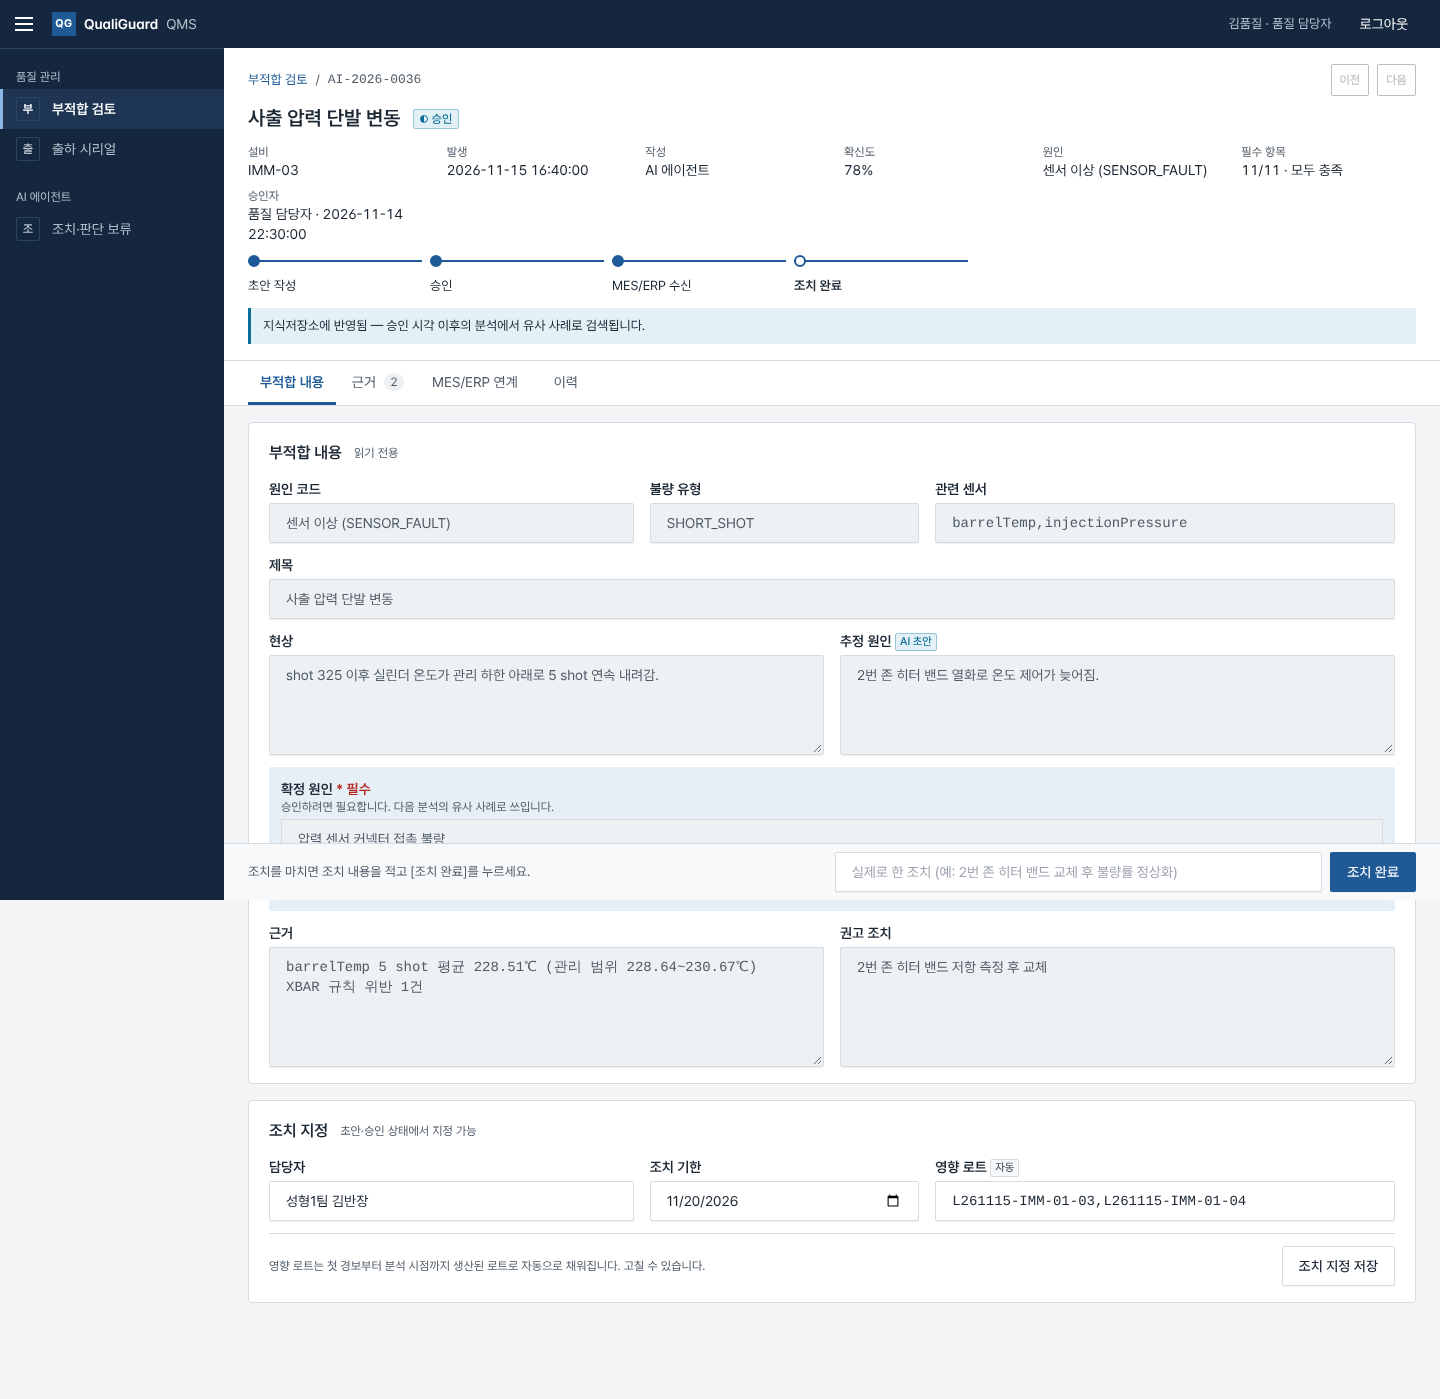 QG QualiGuard QMS
김품질 · 품질 담당자
로그아웃
품질 관리
부 부적합 검토
출 출하 시리얼
AI 에이전트
조 조치·판단 보류
부적합 검토 / AI-2026-0036
이전
다음
사출 압력 단발 변동
승인
설비
IMM-03
발생
2026-11-15 16:40:00
작성
AI 에이전트
확신도
78%
원인
센서 이상 (SENSOR_FAULT)
필수 항목
11/11 · 모두 충족
승인자
품질 담당자 · 2026-11-14
22:30:00
초안 작성
승인
MES/ERP 수신
조치 완료
지식저장소에 반영됨 — 승인 시각 이후의 분석에서 유사 사례로 검색됩니다.
부적합 내용
근거 2
MES/ERP 연계
이력
부적합 내용 읽기 전용
원인 코드
센서 이상 (SENSOR_FAULT)
불량 유형
SHORT_SHOT
관련 센서
barrelTemp,injectionPressure
제목
사출 압력 단발 변동
현상
shot 325 이후 실린더 온도가 관리 하한 아래로 5 shot 연속 내려감.
추정 원인 AI 초안
2번 존 히터 밴드 열화로 온도 제어가 늦어짐.
확정 원인 * 필수
승인하려면 필요합니다. 다음 분석의 유사 사례로 쓰입니다.
압력 센서 커넥터 접촉 불량
조치를 마치면 조치 내용을 적고 [조치 완료]를 누르세요.
실제로 한 조치 (예: 2번 존 히터 밴드 교체 후 불량률 정상화)
조치 완료
근거
barrelTemp 5 shot 평균 228.51℃ (관리 범위 228.64~230.67℃)
XBAR 규칙 위반 1건
권고 조치
2번 존 히터 밴드 저항 측정 후 교체
조치 지정 초안·승인 상태에서 지정 가능
담당자
성형1팀 김반장
조치 기한
11/20/2026
영향 로트 자동
L261115-IMM-01-03,L261115-IMM-01-04
영향 로트는 첫 경보부터 분석 시점까지 생산된 로트로 자동으로 채워집니다. 고칠 수 있습니다.
조치 지정 저장